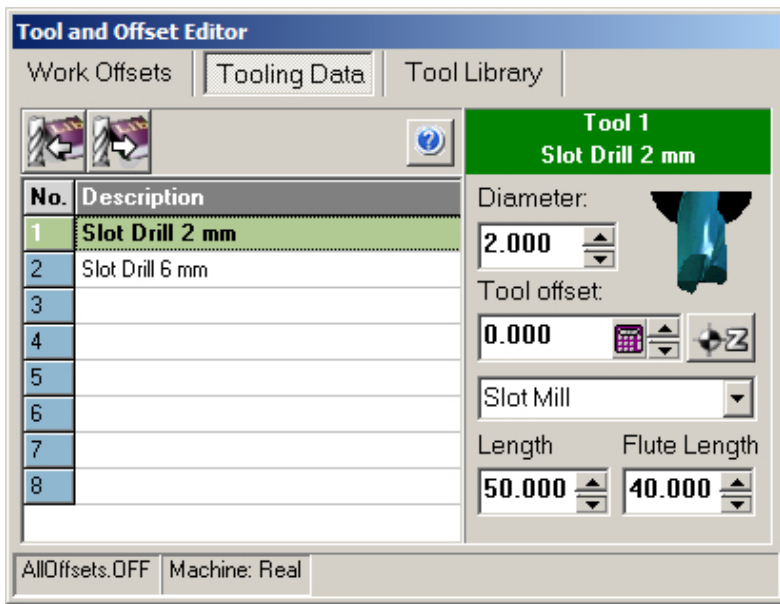 Tool and Offset Editor
Work Offsets Tooling Data Tool Library
Tool 1
Slot Drill 2 mm
No. Description
1 Slot Drill 2 mm
2 Slot Drill 6 mm
3
4
5
6
7
8
Diameter:
2.000
Tool offset:
0.000
Z
Slot Mill
Length Flute Length
50.000 40.000
AllOffsets.OFF Machine: Real